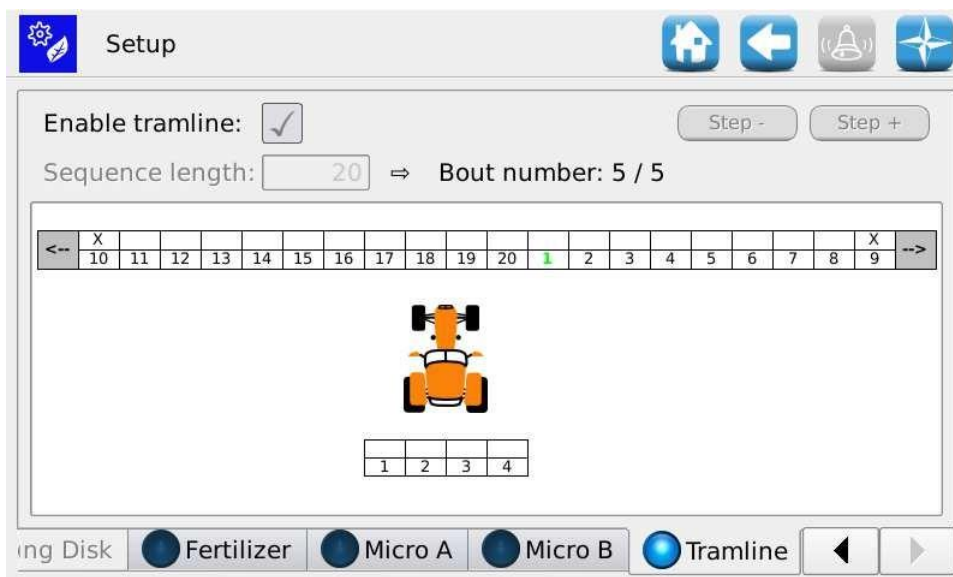 Setup
Enable tramline: ✓ Step - Step +
Sequence length: 20 ⇨ Bout number: 5 / 5
X X
<-- 10 11 12 13 14 15 16 17 18 19 20 1 2 3 4 5 6 7 8 9 -->
1 2 3 4
ing Disk Fertilizer Micro A Micro B Tramline